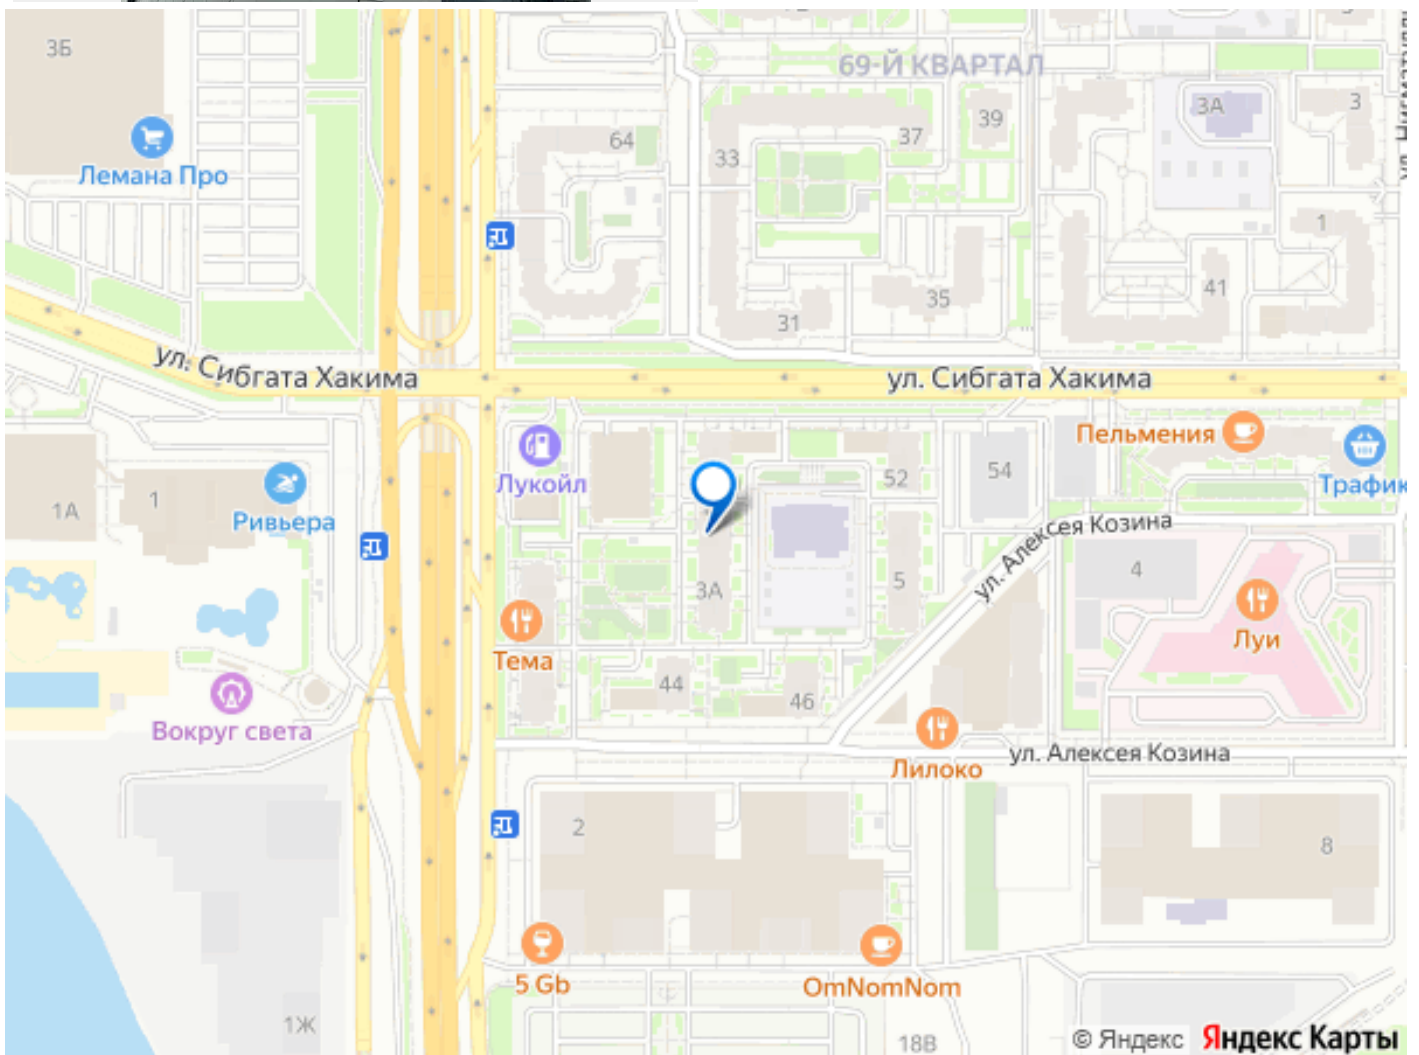 3Б
69-Й КВАРТАЛ
3А
3
39
37
64
33
Лемана Про
1
41
35
31
ул. Сибгата Хакима
ул. Сибгата Хакима
Пельмения
Лукойл
52
54
Трафик
1
1А
Ривьера
ул. Алексея Козина
4
3А
5
Луи
Тема
44
46
Вокруг света
Лилоко
ул. Алексея Козина
2
8
5 Gb
OmNomNom
1Ж
18В
© Яндекс Яндекс Карты